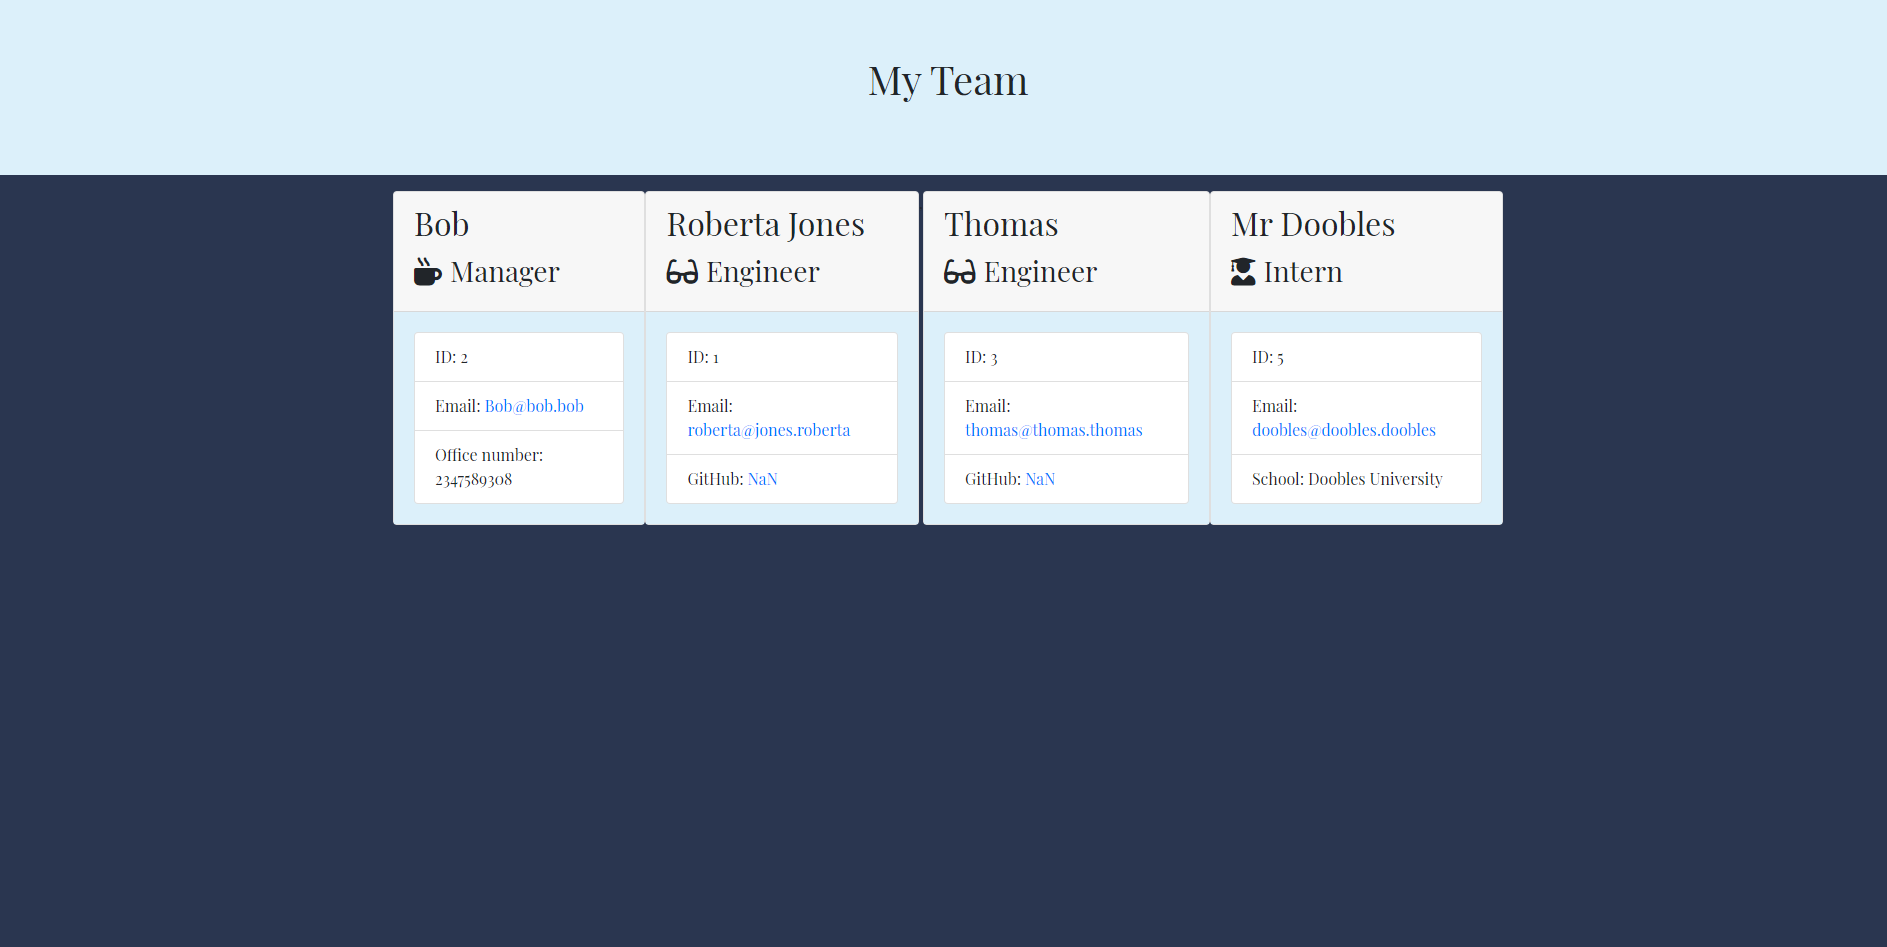 My Team
Bob
Manager
ID: 2
Email: Bob@bob.bob
Office number:
2347589308
Roberta Jones
Engineer
ID: 1
Email:
roberta@jones.roberta
GitHub: NaN
Thomas
Engineer
ID: 3
Email:
thomas@thomas.thomas
GitHub: NaN
Mr Doobles
Intern
ID: 5
Email:
doobles@doobles.doobles
School: Doobles University